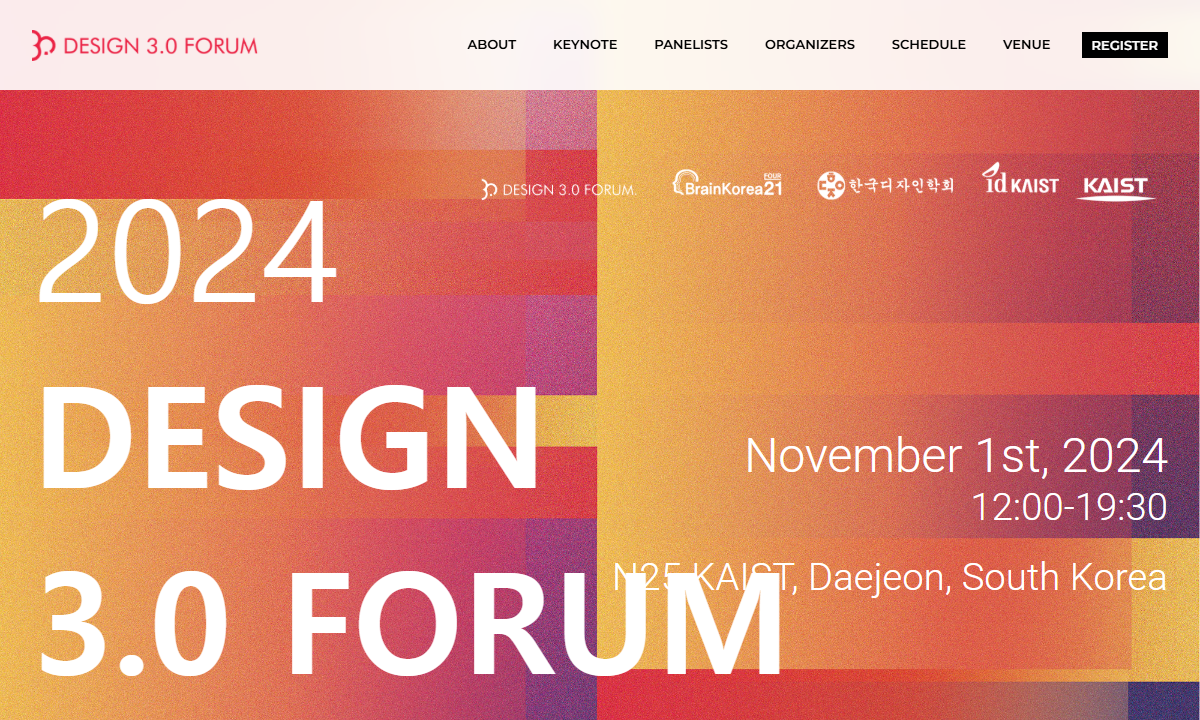 DESIGN 3.0 FORUM
ABOUT KEYNOTE PANELISTS ORGANIZERS SCHEDULE VENUE REGISTER
DESIGN 3.0 FORUM.
BrainKorea21 FOUR
한국디자인학회
id KAIST
KAIST
2024
DESIGN
3.0 FORUM
November 1st, 2024
12:00-19:30
N25 KAIST, Daejeon, South Korea